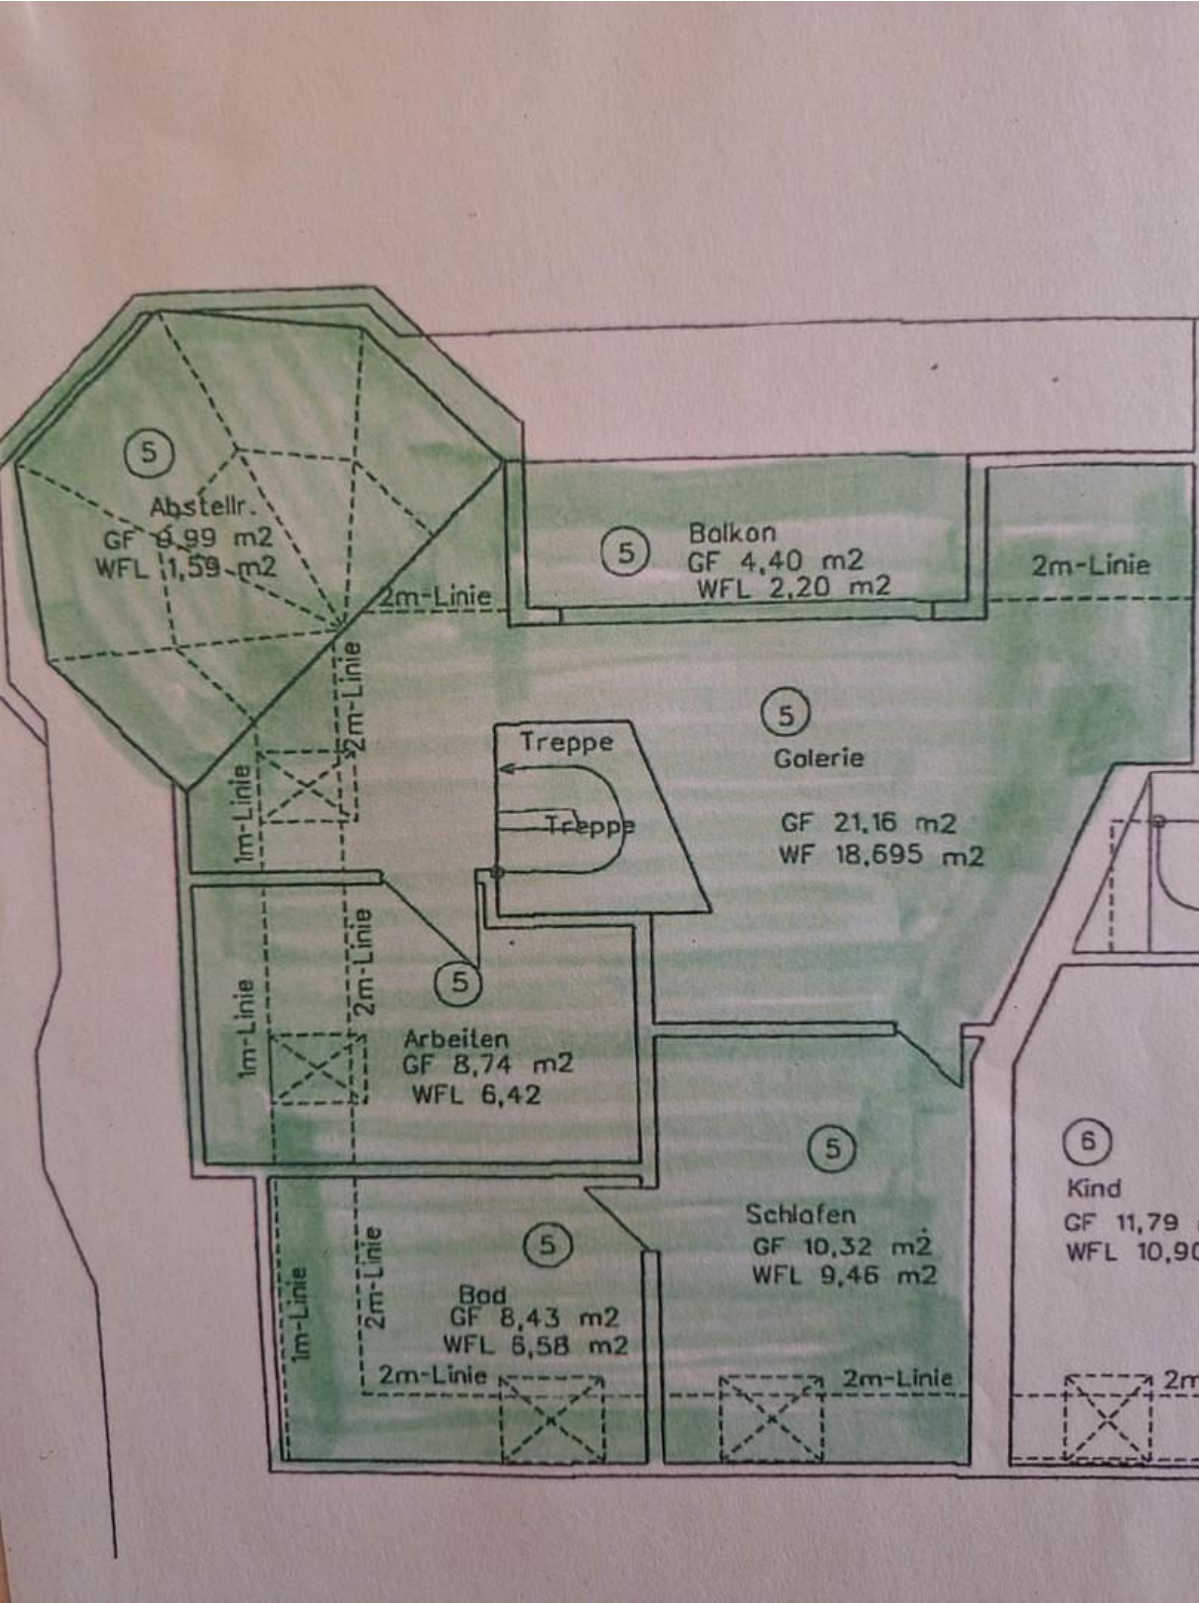 5
Abstellr.
GF 6,99 m2
WFL 1,59 m2
2m-Linie
5
Balkon
GF 4,40 m2
WFL 2,20 m2
2m-Linie
2m-Linie
1m-Linie
Treppe
Treppe
5
Galerie
GF 21,16 m2
WF 18,695 m2
1m-Linie
2m-Linie
5
Arbeiten
GF 8,74 m2
WFL 6,42
5
Schlafen
GF 10,32 m2
WFL 9,46 m2
6
Kind
GF 11,79
WFL 10,90
1m-Linie
2m-Linie
5
Bad
GF 8,43 m2
WFL 6,58 m2
2m-Linie
2m-Linie
2m